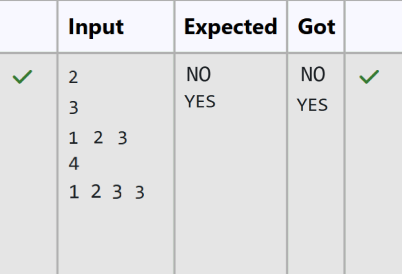 Input Expected Got
2 NO NO
3 YES YES
1 2 3
4
1 2 3 3